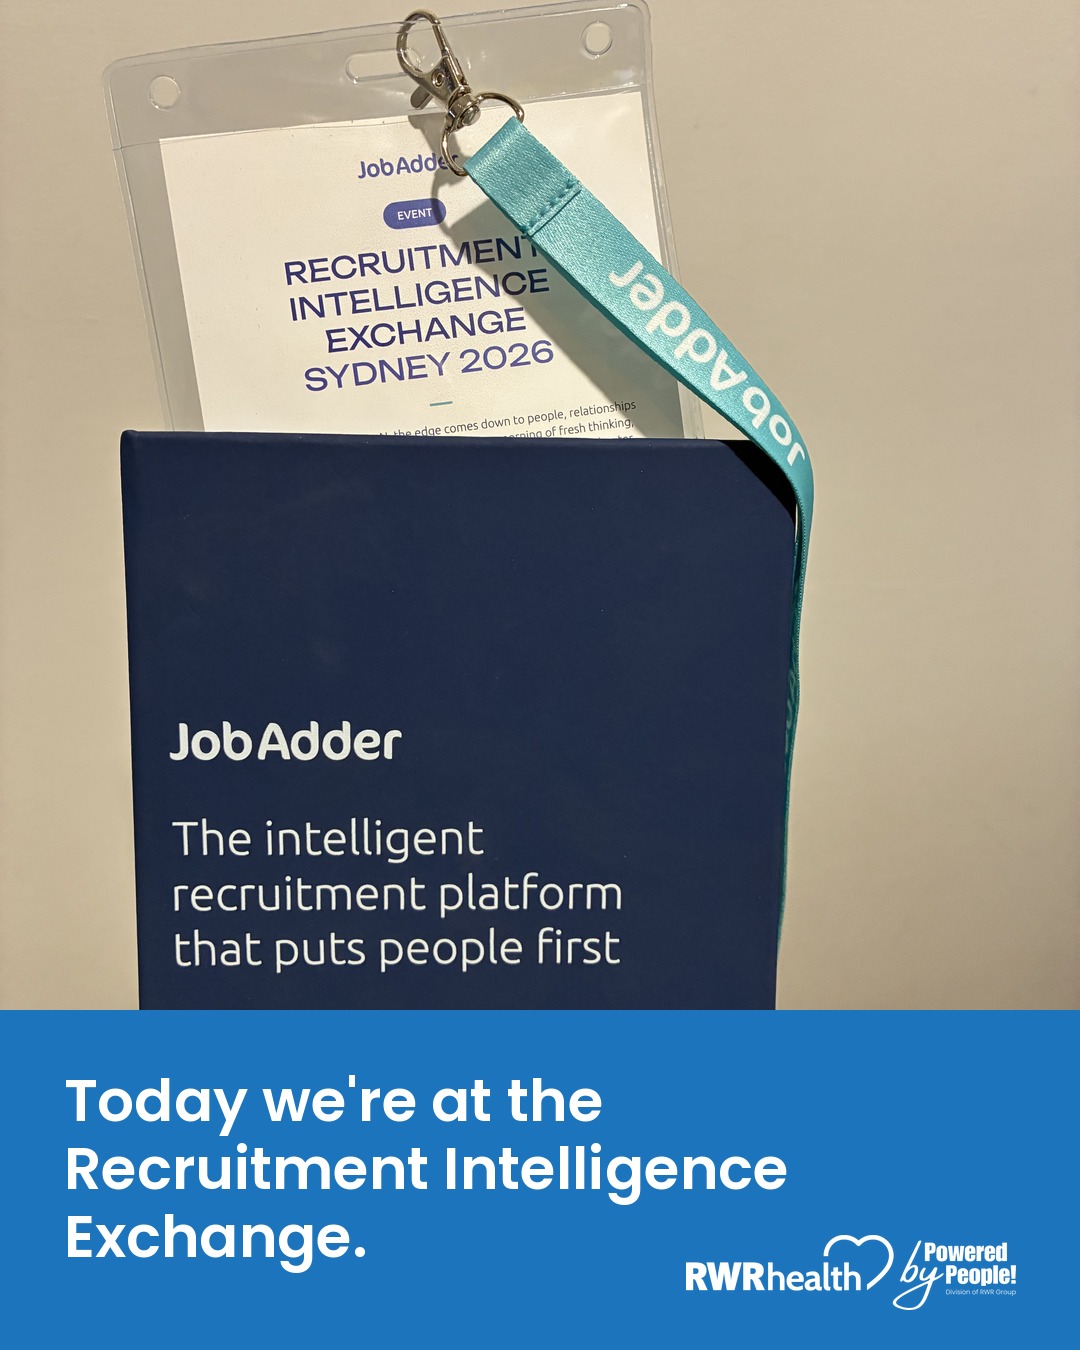 JobAdder
EVENT
RECRUITMENT
INTELLIGENCE
EXCHANGE
SYDNEY 2026
the edge comes down to people, relationships
of fresh thinking,
JobAdder
JobAdder
The intelligent
recruitment platform
that puts people first
Today we're at the
Recruitment Intelligence
Exchange.
RWRhealth by Powered People!
Division of RWR Group